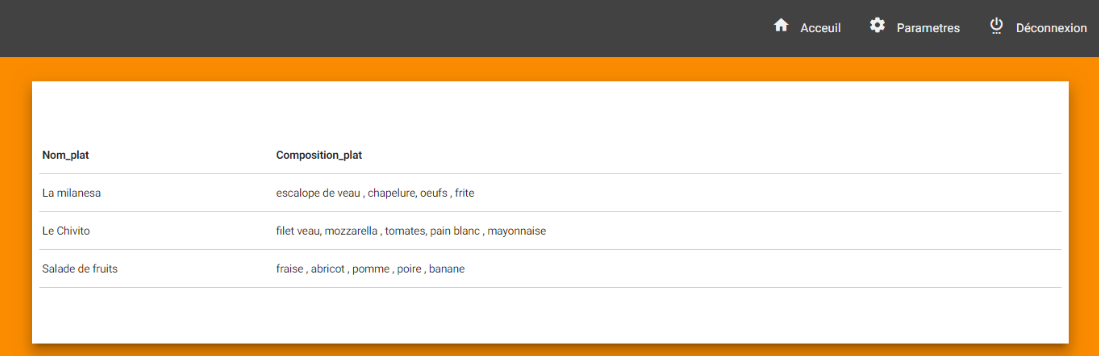 Acceuil Parametres Déconnexion
Nom_plat Composition_plat
La milanesa escalope de veau , chapelure, oeufs , frite
Le Chivito filet veau, mozzarella , tomates, pain blanc , mayonnaise
Salade de fruits fraise , abricot , pomme , poire , banane